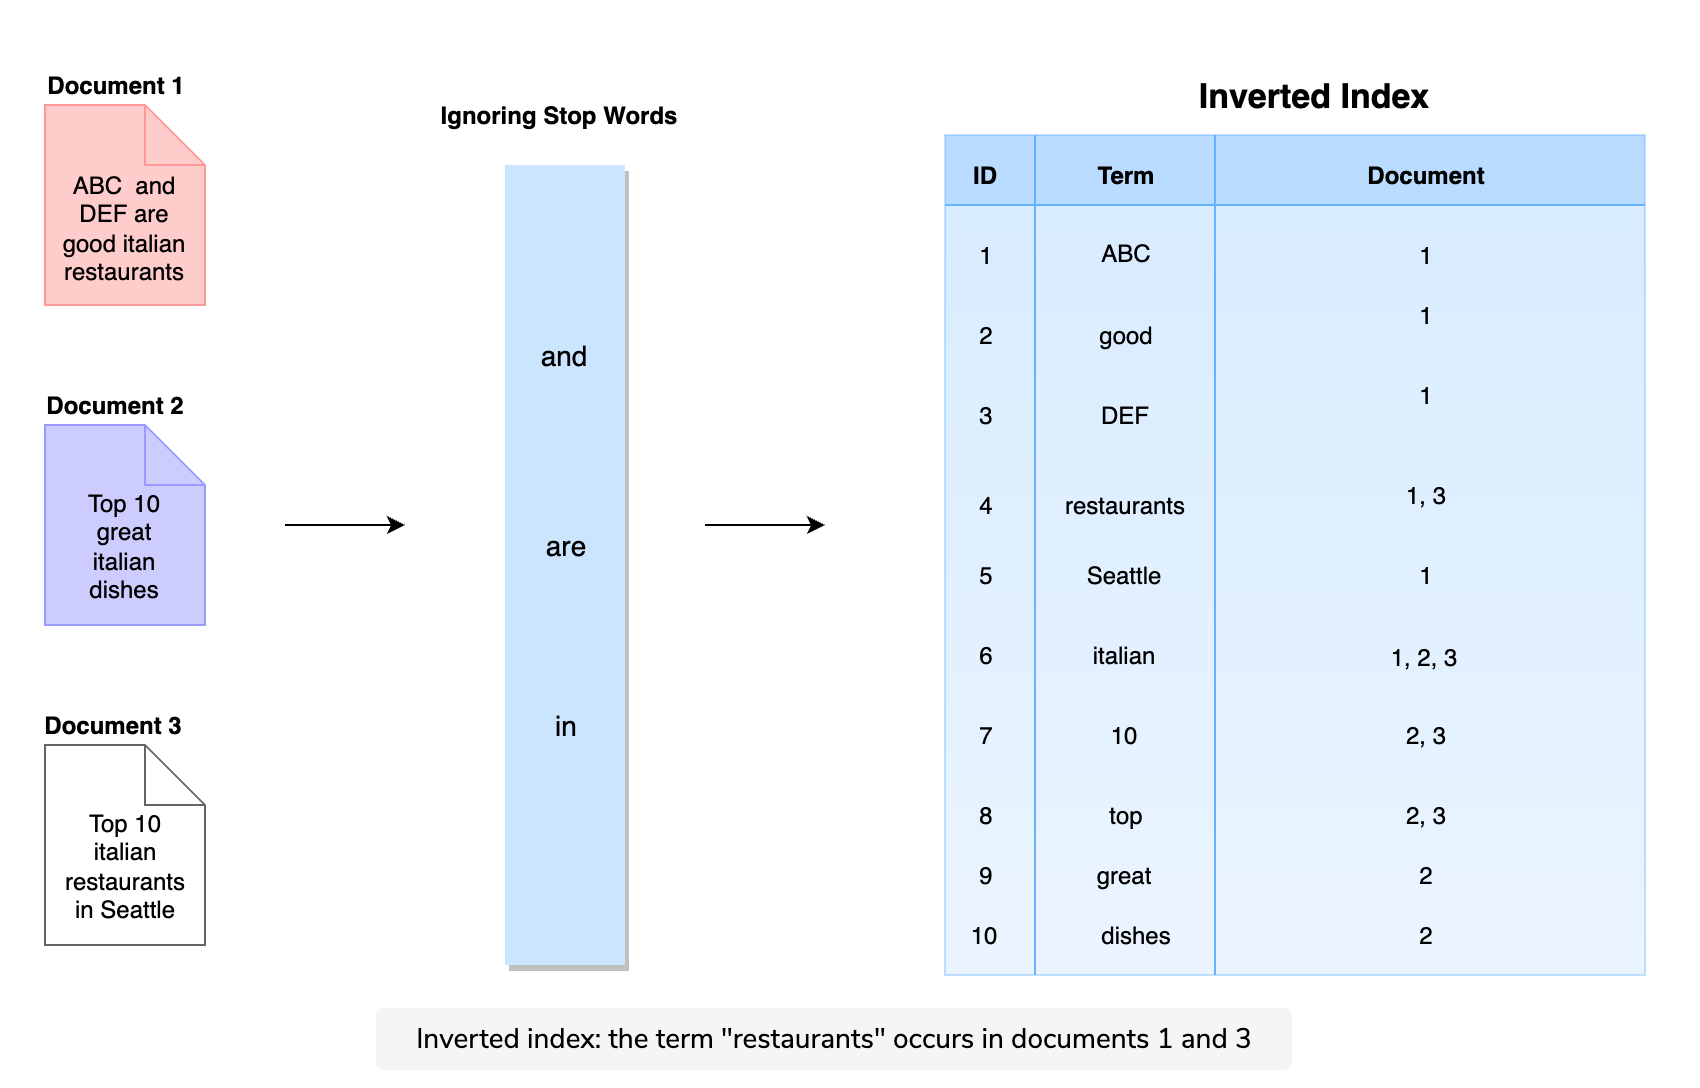 Document 1
ABC and
DEF are
good italian
restaurants
Document 2
Top 10
great
italian
dishes
Document 3
Top 10
italian
restaurants
in Seattle
Ignoring Stop Words
and
are
in
Inverted Index
ID Term Document
1 ABC 1
2 good 1
3 DEF 1
4 restaurants 1, 3
5 Seattle 1
6 italian 1, 2, 3
7 10 2, 3
8 top 2, 3
9 great 2
10 dishes 2
Inverted index: the term "restaurants" occurs in documents 1 and 3